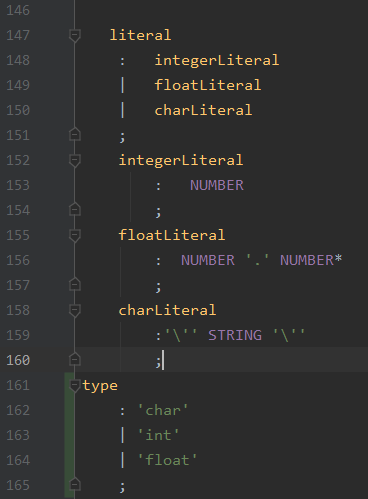 146
147 literal
148 : integerLiteral
149 | floatLiteral
150 | charLiteral
151 ;
152 integerLiteral
153 : NUMBER
154 ;
155 floatLiteral
156 : NUMBER '.' NUMBER*
157 ;
158 charLiteral
159 :'\'' STRING '\''
160 ;
161 type
162 : 'char'
163 | 'int'
164 | 'float'
165 ;